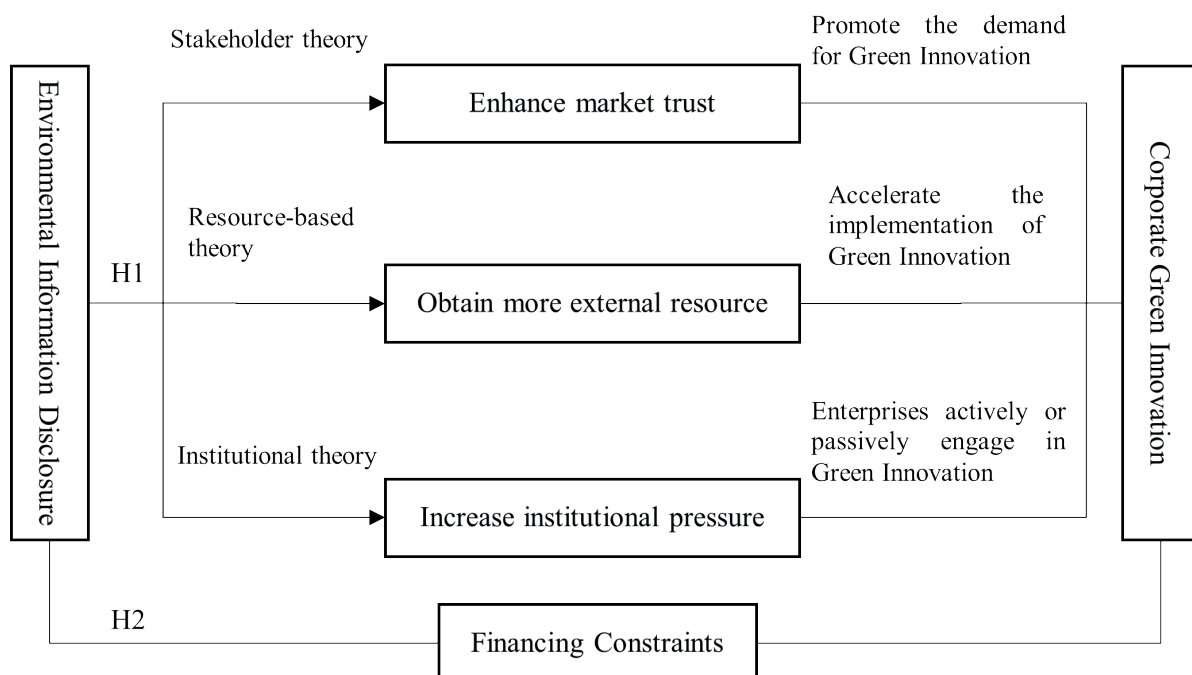 Stakeholder theory
Promote the demand
for Green Innovation
Environmental Information Disclosure
Enhance market trust
Corporate Green Innovation
Resource-based
theory
Accelerate the
implementation of
Green Innovation
H1
Obtain more external resource
Institutional theory
Enterprises actively or
passively engage in
Green Innovation
Increase institutional pressure
H2
Financing Constraints